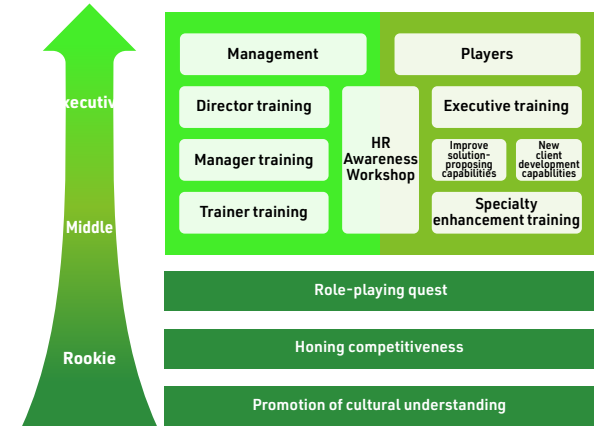 Executive
Middle
Rookie
Management
Players
Director training
Manager training
Trainer training
HR
Awareness
Workshop
Executive training
Improve
solution-
proposing
capabilities
New
client
development
capabilities
Specialty
enhancement training
Role-playing quest
Honing competitiveness
Promotion of cultural understanding